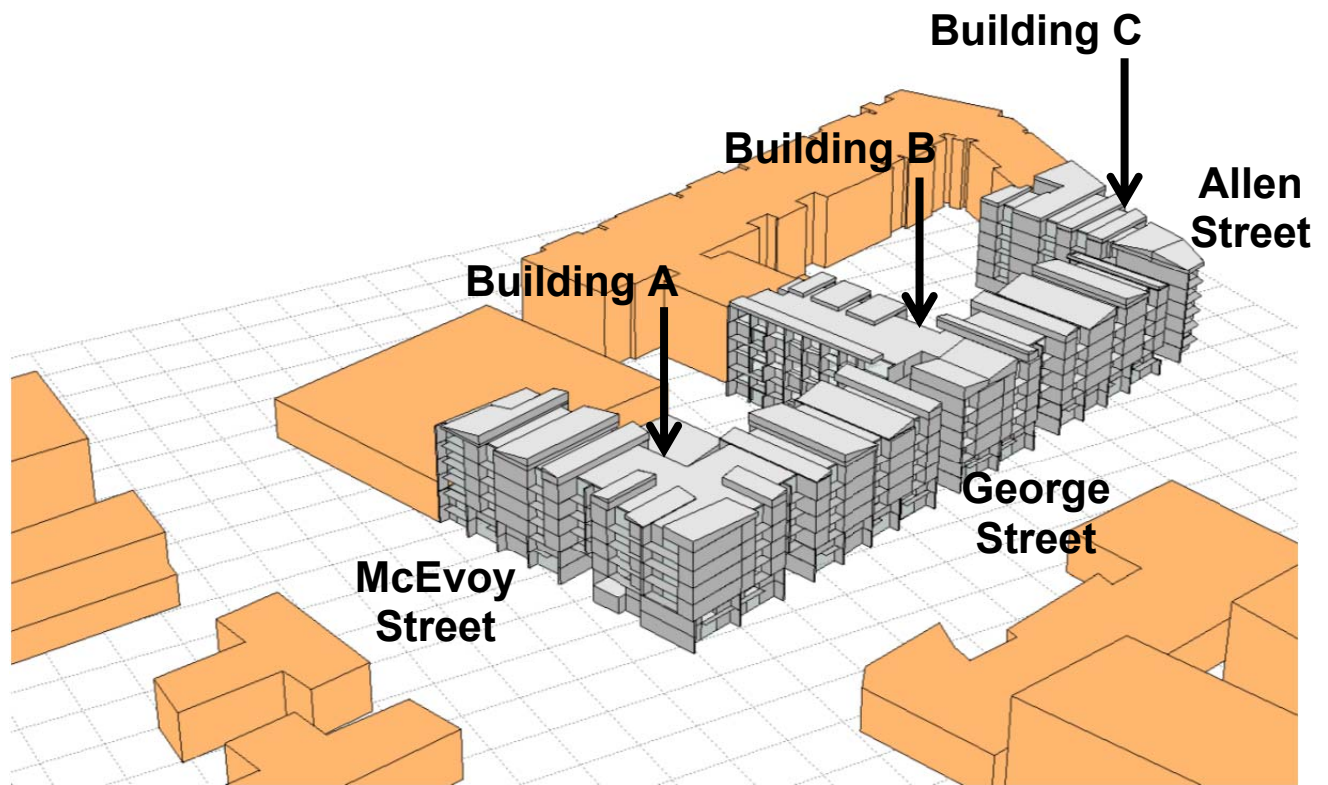 Building C
Building B
Allen
Street
Building A
George
Street
McEvoy
Street